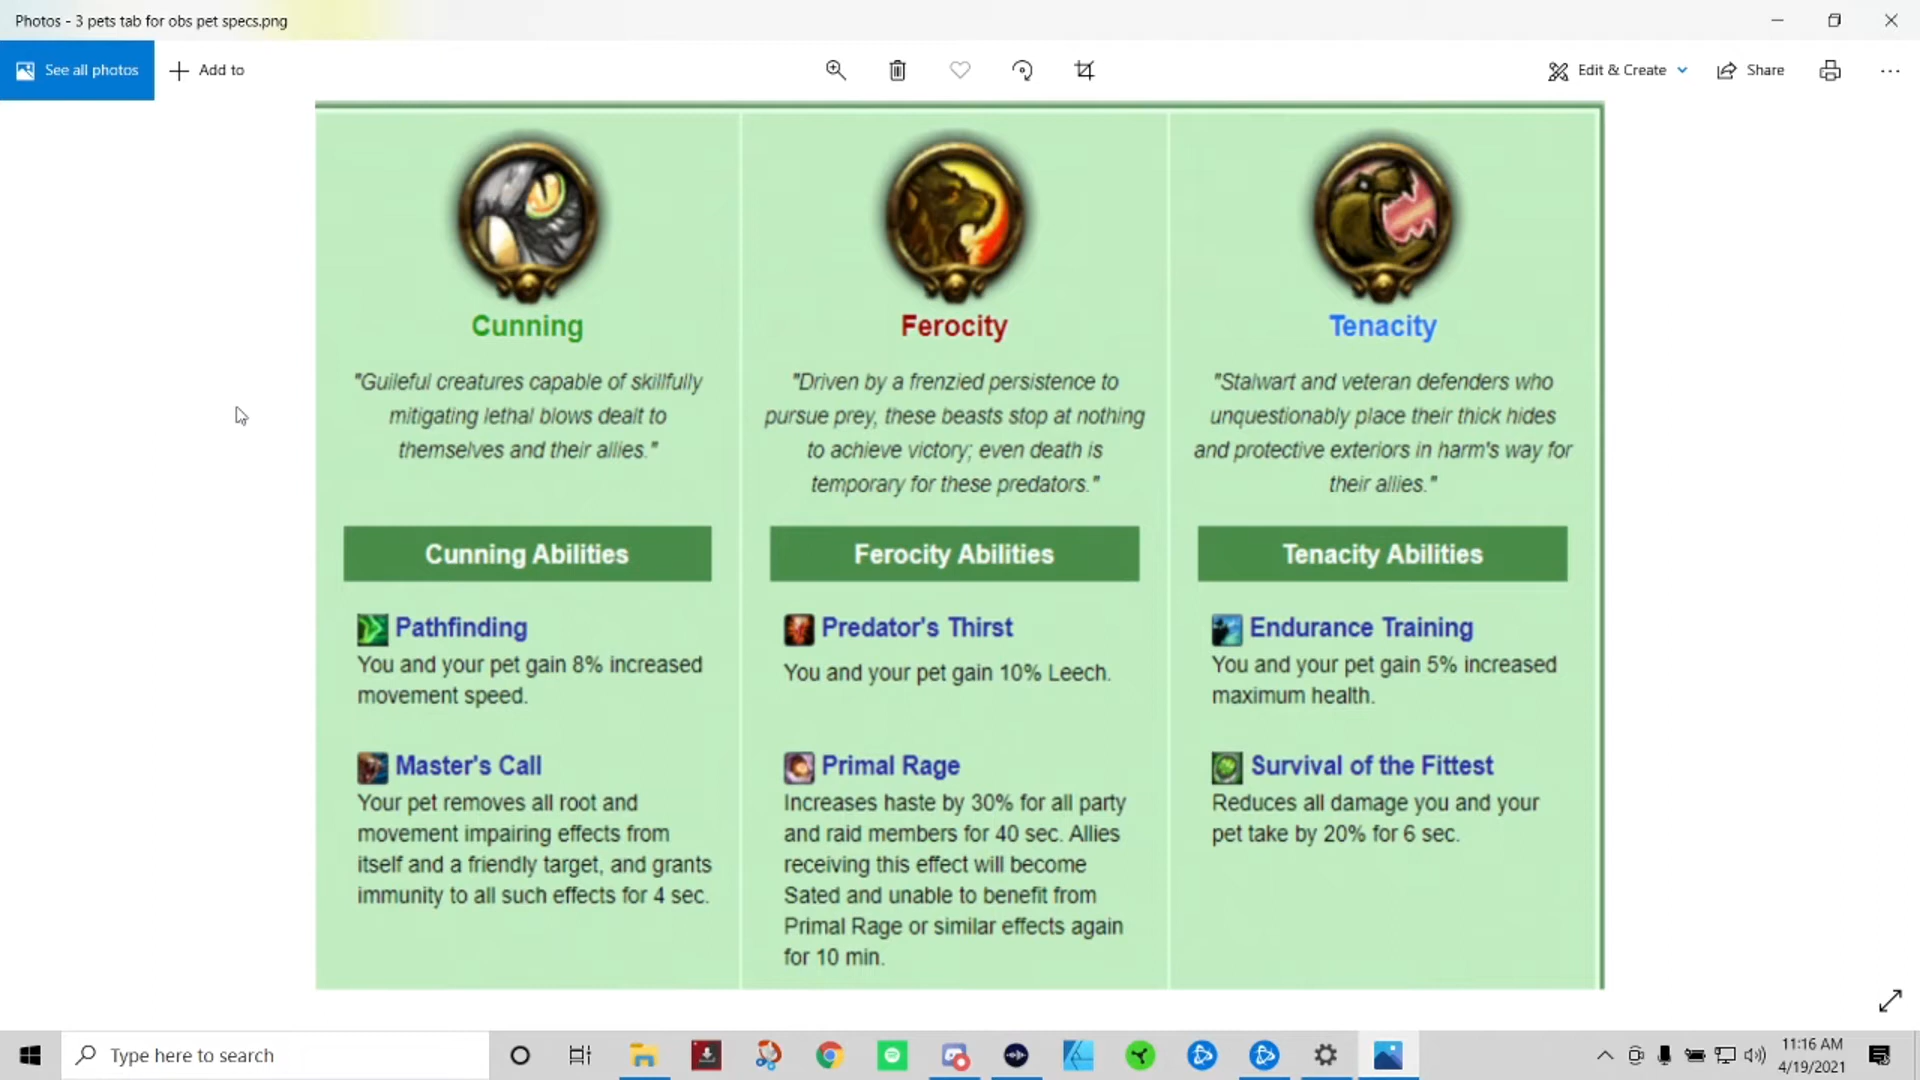 Photos - 3 pets tab for obs pet specs.png
See all photos
Add to
Edit & Create
Share
Cunning
"Guileful creatures capable of skillfully
mitigating lethal blows dealt to
themselves and their allies."
Cunning Abilities
Pathfinding
You and your pet gain 8% increased
movement speed.
Master's Call
Your pet removes all root and
movement impairing effects from
itself and a friendly target, and grants
immunity to all such effects for 4 sec.
Ferocity
"Driven by a frenzied persistence to
pursue prey, these beasts stop at nothing
to achieve victory; even death is
temporary for these predators."
Ferocity Abilities
Predator's Thirst
You and your pet gain 10% Leech.
Primal Rage
Increases haste by 30% for all party
and raid members for 40 sec. Allies
receiving this effect will become
Sated and unable to benefit from
Primal Rage or similar effects again
for 10 min.
Tenacity
"Stalwart and veteran defenders who
unquestionably place their thick hides
and protective exteriors in harm's way for
their allies."
Tenacity Abilities
Endurance Training
You and your pet gain 5% increased
maximum health.
Survival of the Fittest
Reduces all damage you and your
pet take by 20% for 6 sec.
Type here to search
11:16 AM
4/19/2021